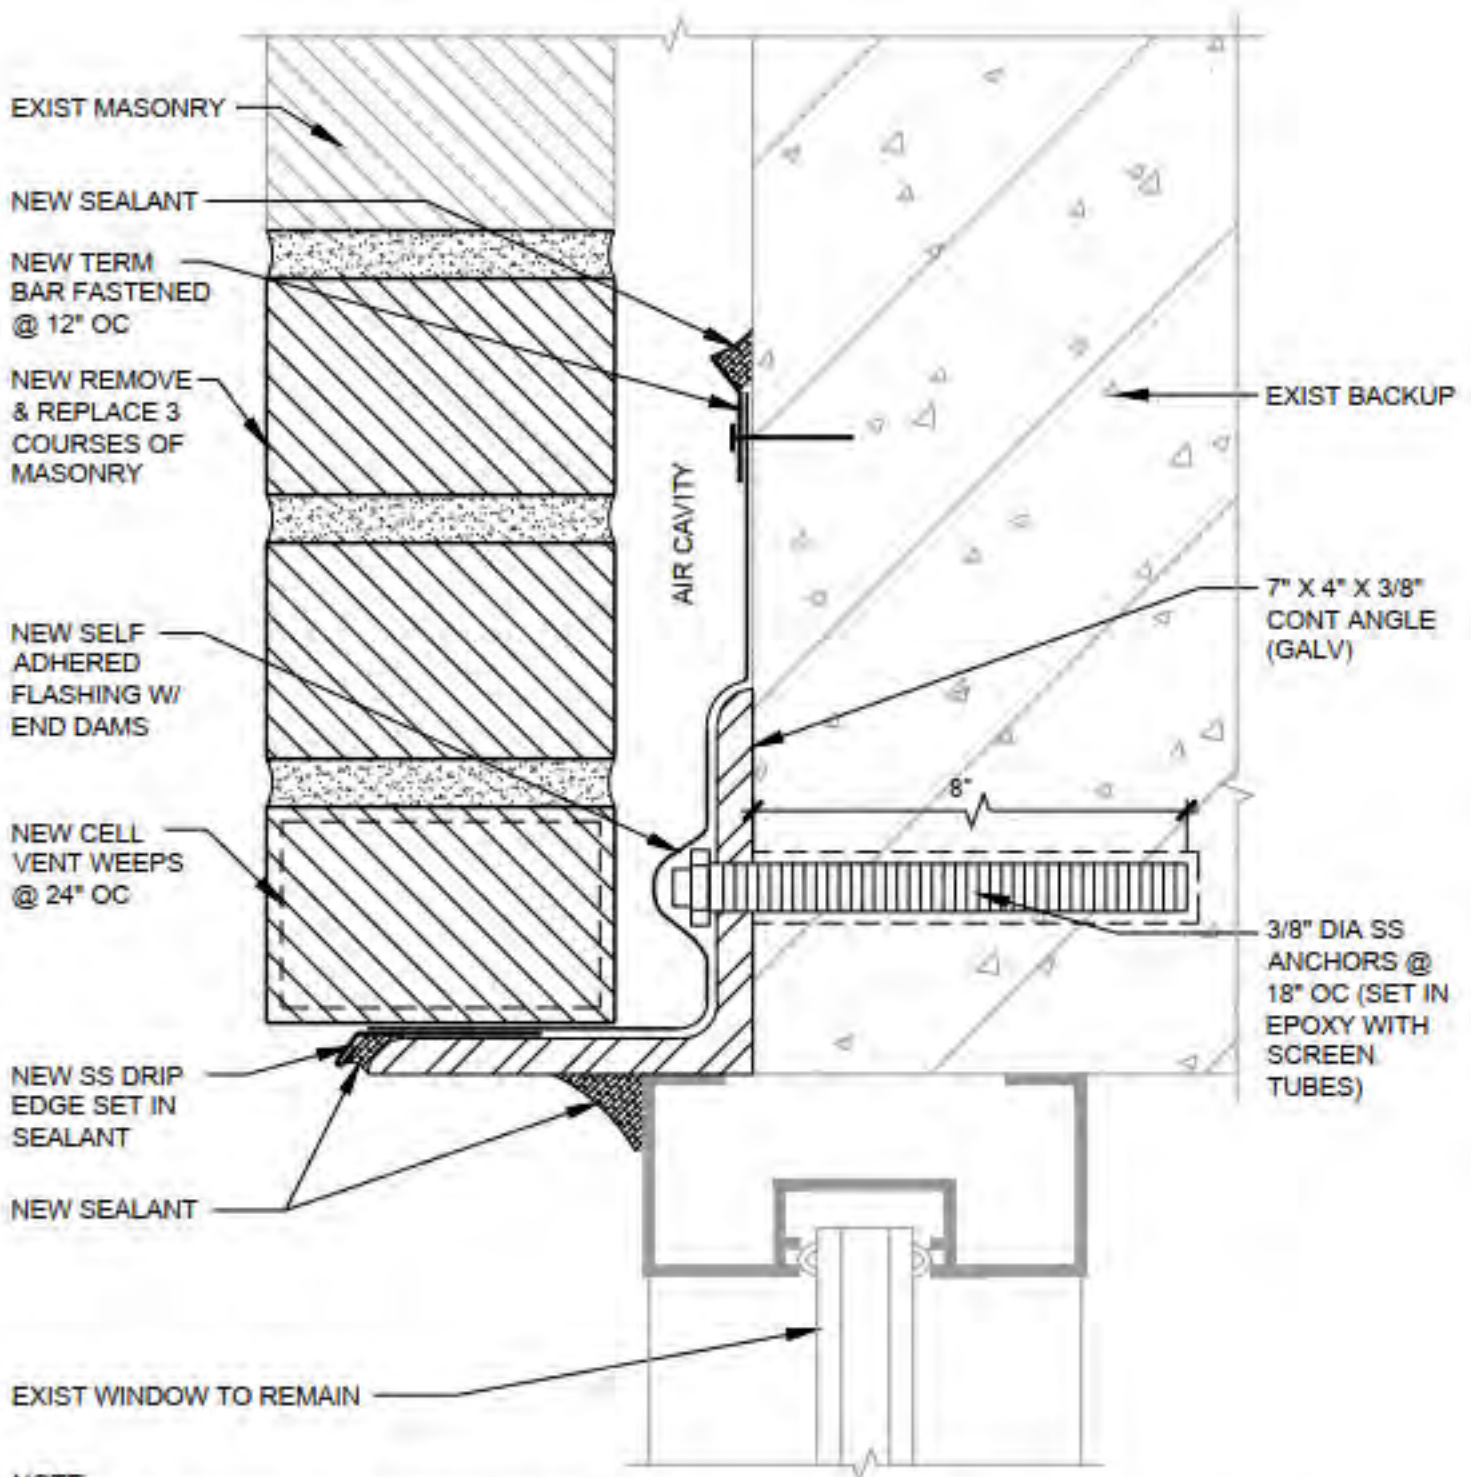 EXIST MASONRY
NEW SEALANT
NEW TERM
BAR FASTENED
@ 12" OC
NEW REMOVE
& REPLACE 3
COURSES OF
MASONRY
NEW SELF
ADHERED
FLASHING W/
END DAMS
NEW CELL
VENT WEEPS
@ 24" OC
NEW SS DRIP
EDGE SET IN
SEALANT
NEW SEALANT
EXIST WINDOW TO REMAIN
AIR CAVITY
8"
EXIST BACKUP
7" X 4" X 3/8"
CONT ANGLE
(GALV)
3/8" DIA SS
ANCHORS @
18" OC (SET IN
EPOXY WITH
SCREEN
TUBES)